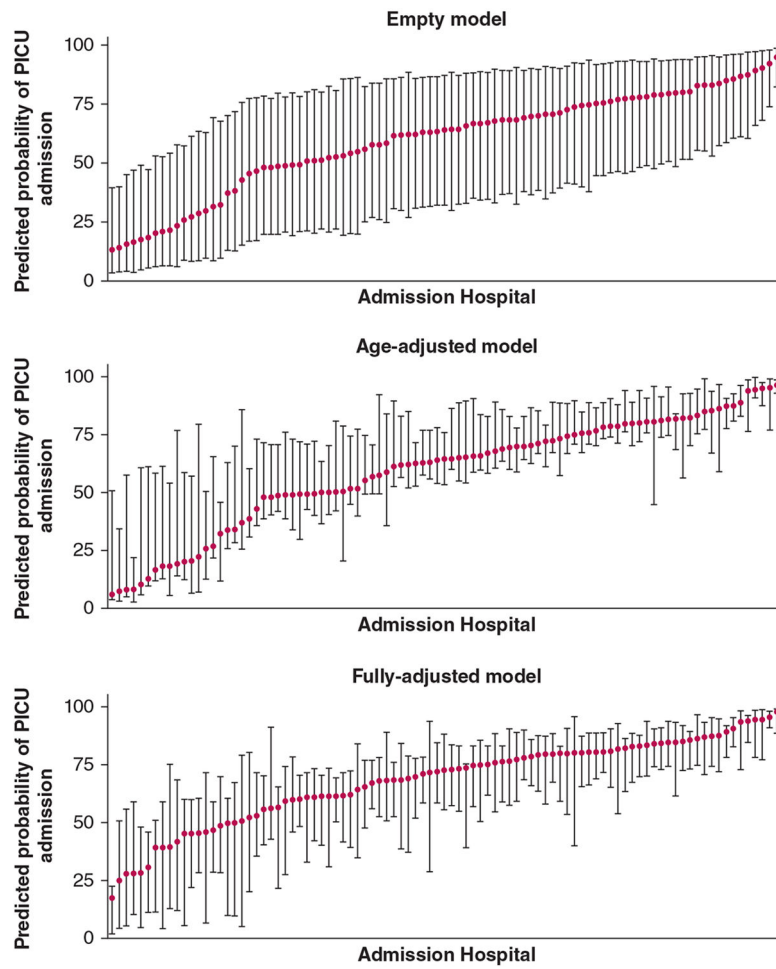 Empty model
Predicted probability of PICU
admission
100
75
50
25
0
Admission Hospital
Age-adjusted model
Predicted probability of PICU
admission
100
75
50
25
0
Admission Hospital
Fully-adjusted model
Predicted probability of PICU
admission
100
75
50
25
0
Admission Hospital